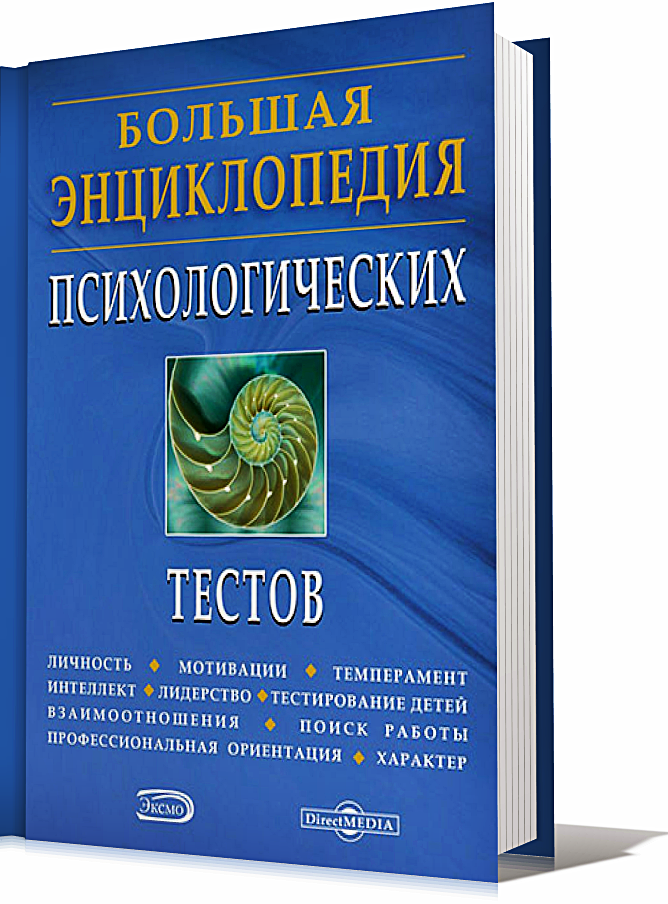 БОЛЬШАЯ
ЭНЦИКЛОПЕДИЯ
ПСИХОЛОГИЧЕСКИХ
ТЕСТОВ
ЛИЧНОСТЬ ◆ МОТИВАЦИИ ◆ ТЕМПЕРАМЕНТ
ИНТЕЛЛЕКТ ◆ ЛИДЕРСТВО ◆ ТЕСТИРОВАНИЕ ДЕТЕЙ
ВЗАИМООТНОШЕНИЯ ◆ ПОИСК РАБОТЫ
ПРОФЕССИОНАЛЬНАЯ ОРИЕНТАЦИЯ ◆ ХАРАКТЕР
ЭКСМО
DirectMEDIA